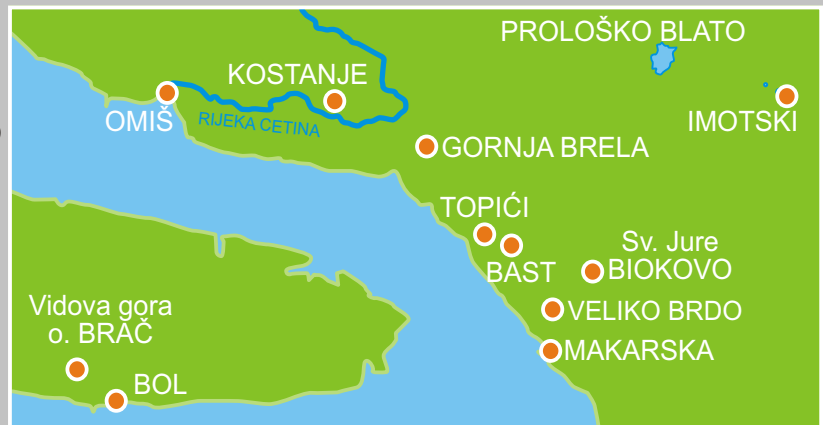 PROLOŠKO BLATO
KOSTANJE
OMIŠ
RIJEKA CETINA
IMOTSKI
GORNJA BRELA
TOPIĆI
BAST
Sv. Jure
BIOKOVO
Vidova gora
o. BRAČ
VELIKO BRDO
MAKARSKA
BOL